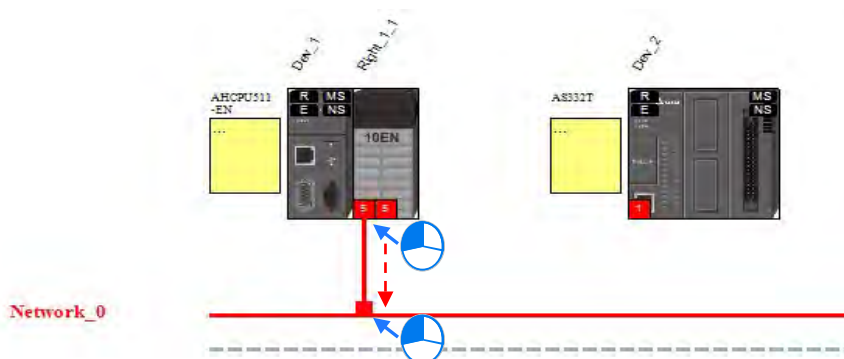 Dev_1
Right_1_1
Dev_2
AHCPU511
-EN
...
R MS
E NS
10EN
5 5
AS332T
...
R MS
E NS
1
Network_0